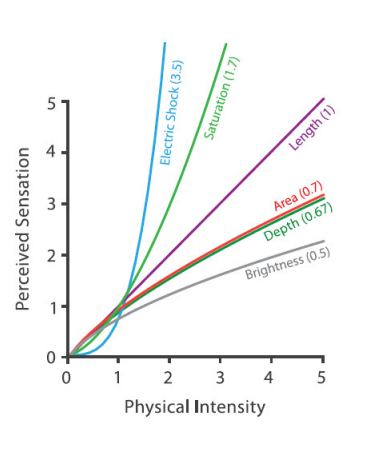 Electric Shock (3.5)
Saturation (1.7)
Length (1)
Area (0.7)
Depth (0.67)
Brightness (0.5)
Perceived Sensation
5
4
3
2
1
0
0 1 2 3 4 5
Physical Intensity